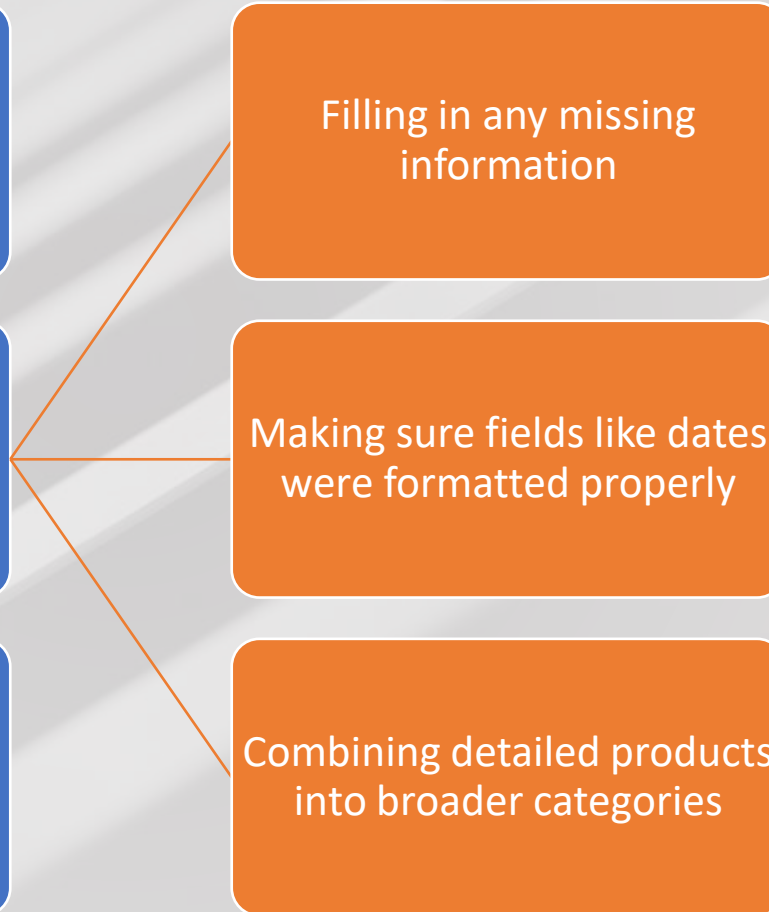 Filling in any missing
information
Making sure fields like dates
were formatted properly
Combining detailed products
into broader categories